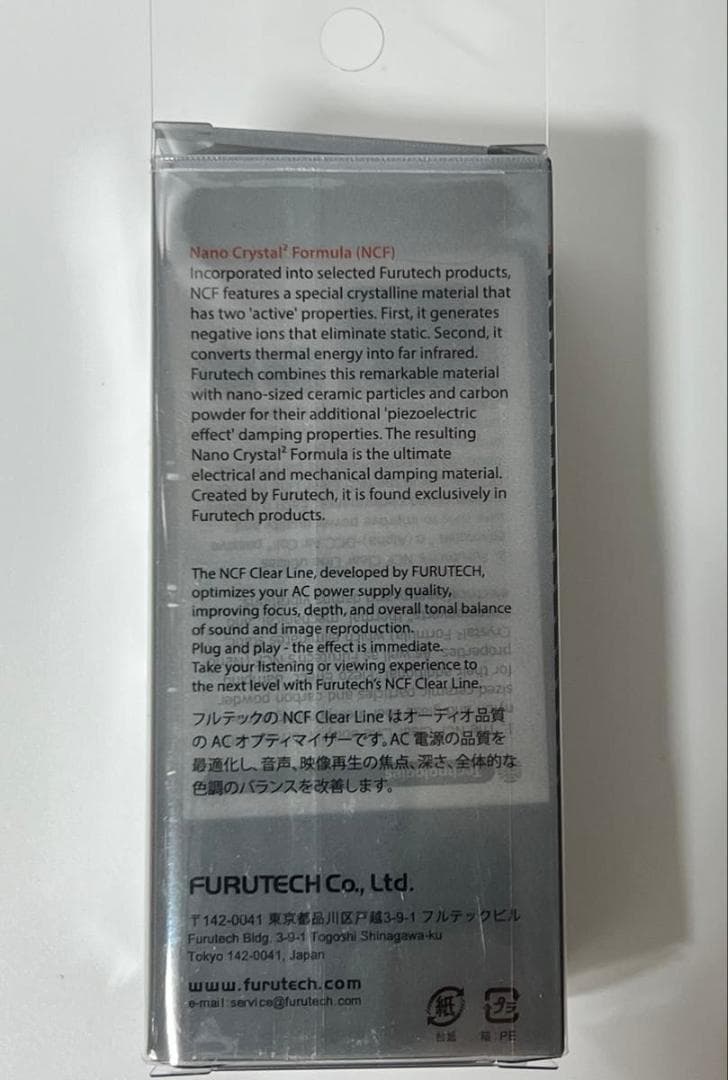 Nano Crystal² Formula (NCF)
Incorporated into selected Furutech products,
NCF features a special crystalline material that
has two 'active' properties. First, it generates
negative ions that eliminate static. Second, it
converts thermal energy into far infrared.
Furutech combines this remarkable material
with nano-sized ceramic particles and carbon
powder for their additional 'piezoelectric
effect' damping properties. The resulting
Nano Crystal² Formula is the ultimate
electrical and mechanical damping material.
Created by Furutech, it is found exclusively in
Furutech products.
The NCF Clear Line, developed by FURUTECH,
optimizes your AC power supply quality,
improving focus, depth, and overall tonal balance
of sound and image reproduction.
Plug and play - the effect is immediate.
Take your listening or viewing experience to
the next level with Furutech's NCF Clear Line.
フルテックの NCF Clear Line はオーディオ品質
の AC オプティマイザーです。AC 電源の品質を
最適化し、音声、映像再生の焦点、深さ、全体的な
色調のバランスを改善します。
Technologies
FURUTECH Co., Ltd.
〒142-0041 東京都品川区戸越3-9-1 フルテックビル
Furutech Bldg. 3-9-1 Togoshi Shinagawa-ku
Tokyo 142-0041, Japan
www.furutech.com
e-mail:service@furutech.com
紙 プラ
台紙 箱:PE